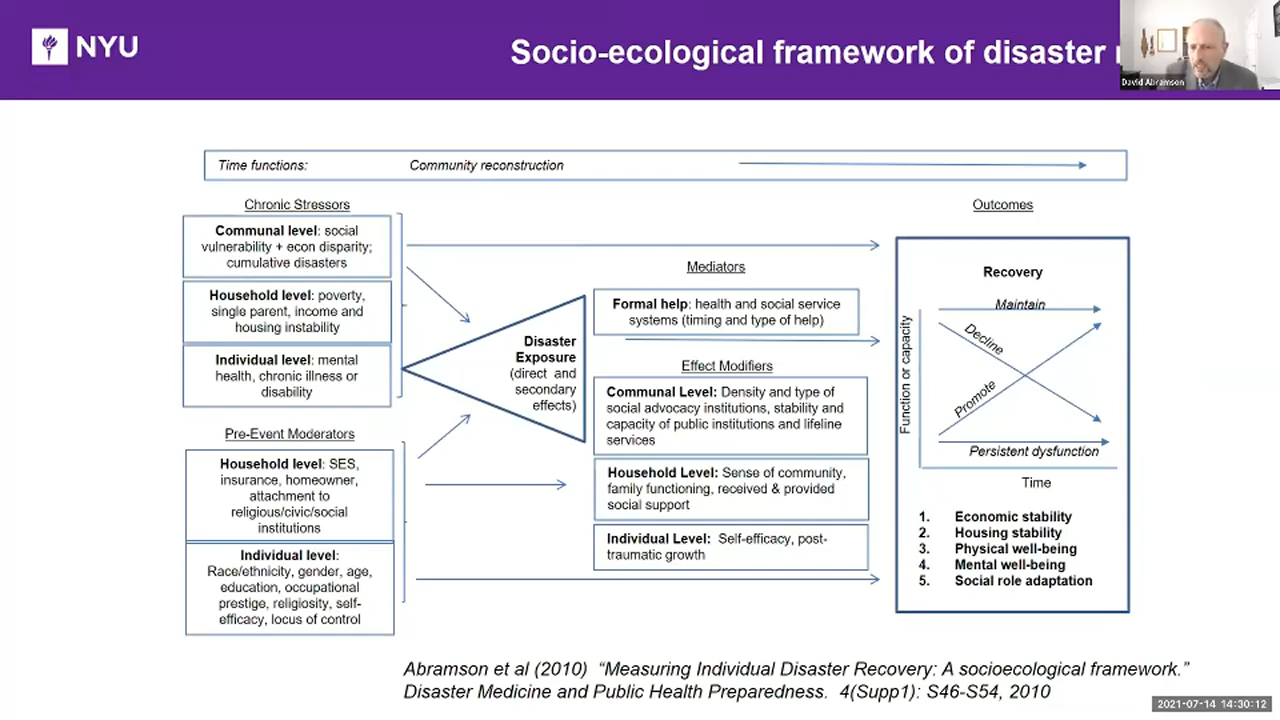 NYU
Socio-ecological framework of disaster
David Abramson
Time functions: Community reconstruction
Chronic Stressors
Communal level: social
vulnerability + econ disparity;
cumulative disasters
Household level: poverty,
single parent, income and
housing instability
Individual level: mental
health, chronic illness or
disability
Pre-Event Moderators
Household level: SES,
insurance, homeowner,
attachment to
religious/civic/social
institutions
Individual level:
Race/ethnicity, gender, age,
education, occupational
prestige, religiosity, self-
efficacy, locus of control
Disaster
Exposure
(direct and
secondary
effects)
Mediators
Formal help: health and social service
systems (timing and type of help)
Effect Modifiers
Communal Level: Density and type of
social advocacy institutions, stability and
capacity of public institutions and lifeline
services
Household Level: Sense of community,
family functioning, received & provided
social support
Individual Level: Self-efficacy, post-
traumatic growth
Outcomes
Recovery
Maintain
Decline
Promote
Persistent dysfunction
Function or capacity
Time
1. Economic stability
2. Housing stability
3. Physical well-being
4. Mental well-being
5. Social role adaptation
Abramson et al (2010) “Measuring Individual Disaster Recovery: A socioecological framework.”
Disaster Medicine and Public Health Preparedness. 4(Supp1): S46-S54, 2010
2021-07-14 14:30:12